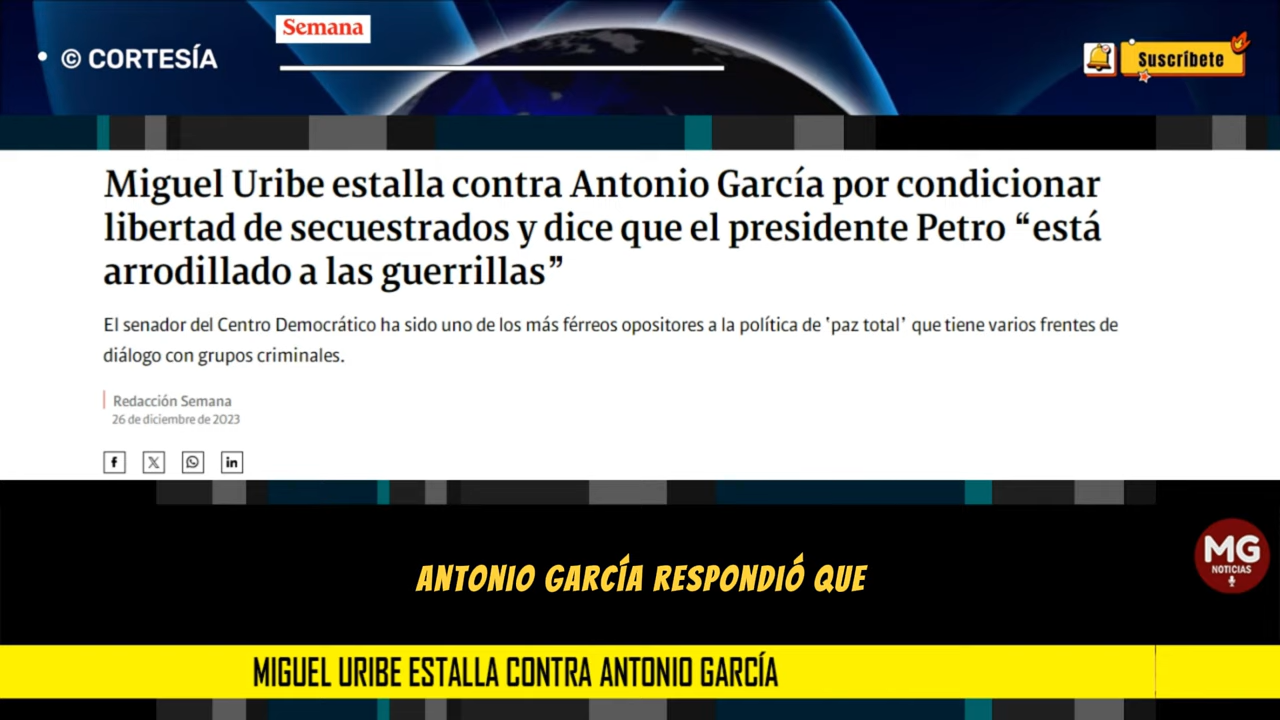 Semana
© CORTESÍA
Suscríbete
Miguel Uribe estalla contra Antonio García por condicionar
libertad de secuestrados y dice que el presidente Petro “está
arrodillado a las guerrillas”
El senador del Centro Democrático ha sido uno de los más férreos opositores a la política de ‘paz total’ que tiene varios frentes de
diálogo con grupos criminales.
Redacción Semana
26 de diciembre de 2023
MG
NOTICIAS
ANTONIO GARCÍA RESPONDIÓ QUE
MIGUEL URIBE ESTALLA CONTRA ANTONIO GARCÍA